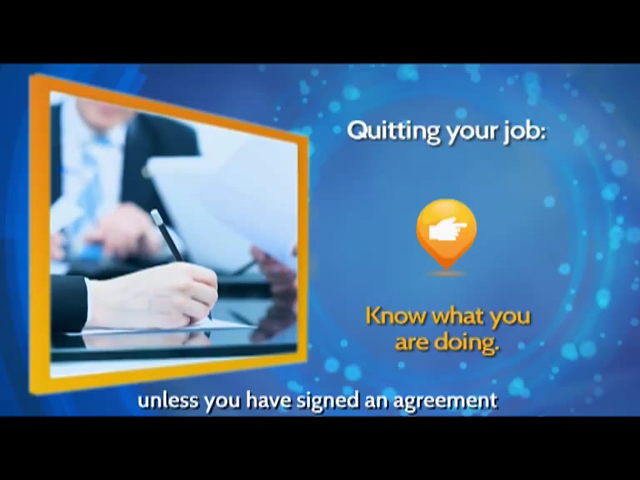 Quitting your job:
Know what you
are doing.
unless you have signed an agreement